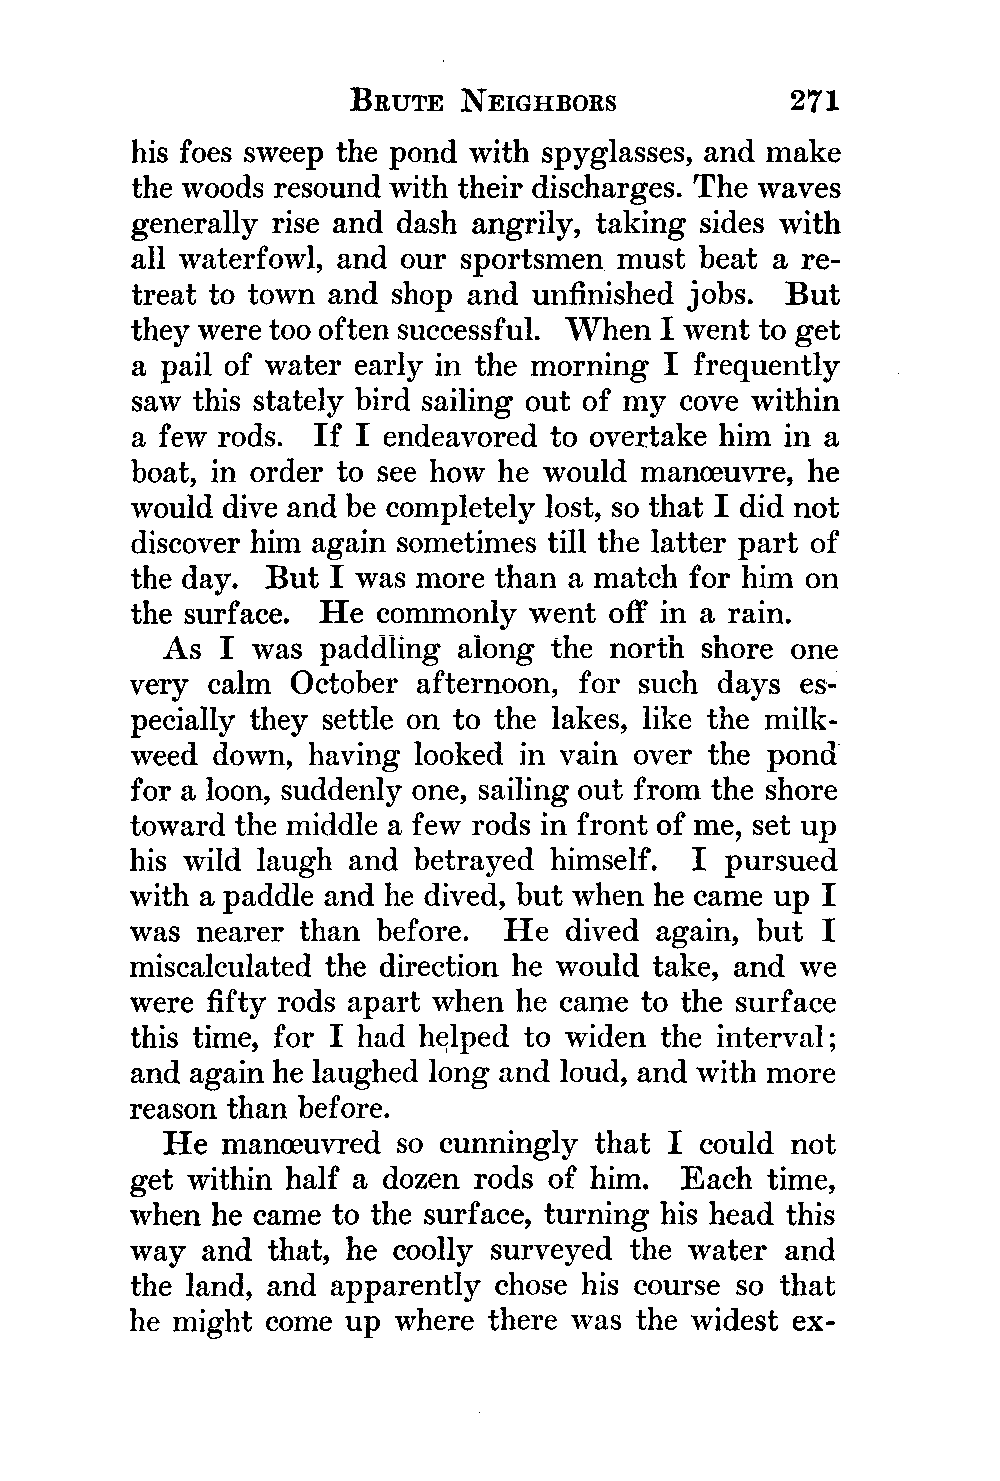 BRUTE NEIGHBORS 271
his foes sweep the pond with spyglasses, and make
the woods resound with their discharges. The waves
generally rise and dash angrily, taking sides with
all waterfowl, and our sportsmen must beat a re-
treat to town and shop and unfinished jobs. But
they were too often successful. When I went to get
a pail of water early in the morning I frequently
saw this stately bird sailing out of my cove within
a few rods. If I endeavored to overtake him in a
boat, in order to see how he would manœuvre, he
would dive and be completely lost, so that I did not
discover him again sometimes till the latter part of
the day. But I was more than a match for him on
the surface. He commonly went off in a rain.
As I was paddling along the north shore one
very calm October afternoon, for such days es-
pecially they settle on to the lakes, like the milk-
weed down, having looked in vain over the pond
for a loon, suddenly one, sailing out from the shore
toward the middle a few rods in front of me, set up
his wild laugh and betrayed himself. I pursued
with a paddle and he dived, but when he came up I
was nearer than before. He dived again, but I
miscalculated the direction he would take, and we
were fifty rods apart when he came to the surface
this time, for I had helped to widen the interval;
and again he laughed long and loud, and with more
reason than before.
He manœuvred so cunningly that I could not
get within half a dozen rods of him. Each time,
when he came to the surface, turning his head this
way and that, he coolly surveyed the water and
the land, and apparently chose his course so that
he might come up where there was the widest ex-